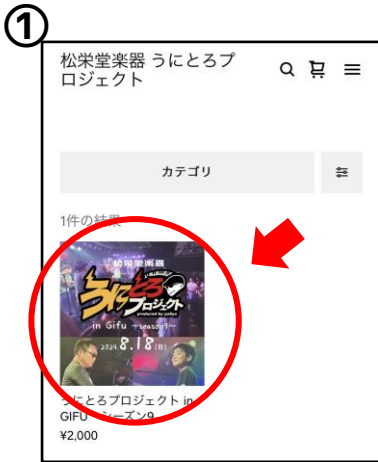 ①
松栄堂楽器 うにとろプ
ロジェクト
カテゴリ
1件の結果
松栄堂楽器
うにとろ
プロジェクト
in Gifu ～season9～
2024 8.18(日)
うにとろプロジェクト in
GIFU シーズン9
¥2,000